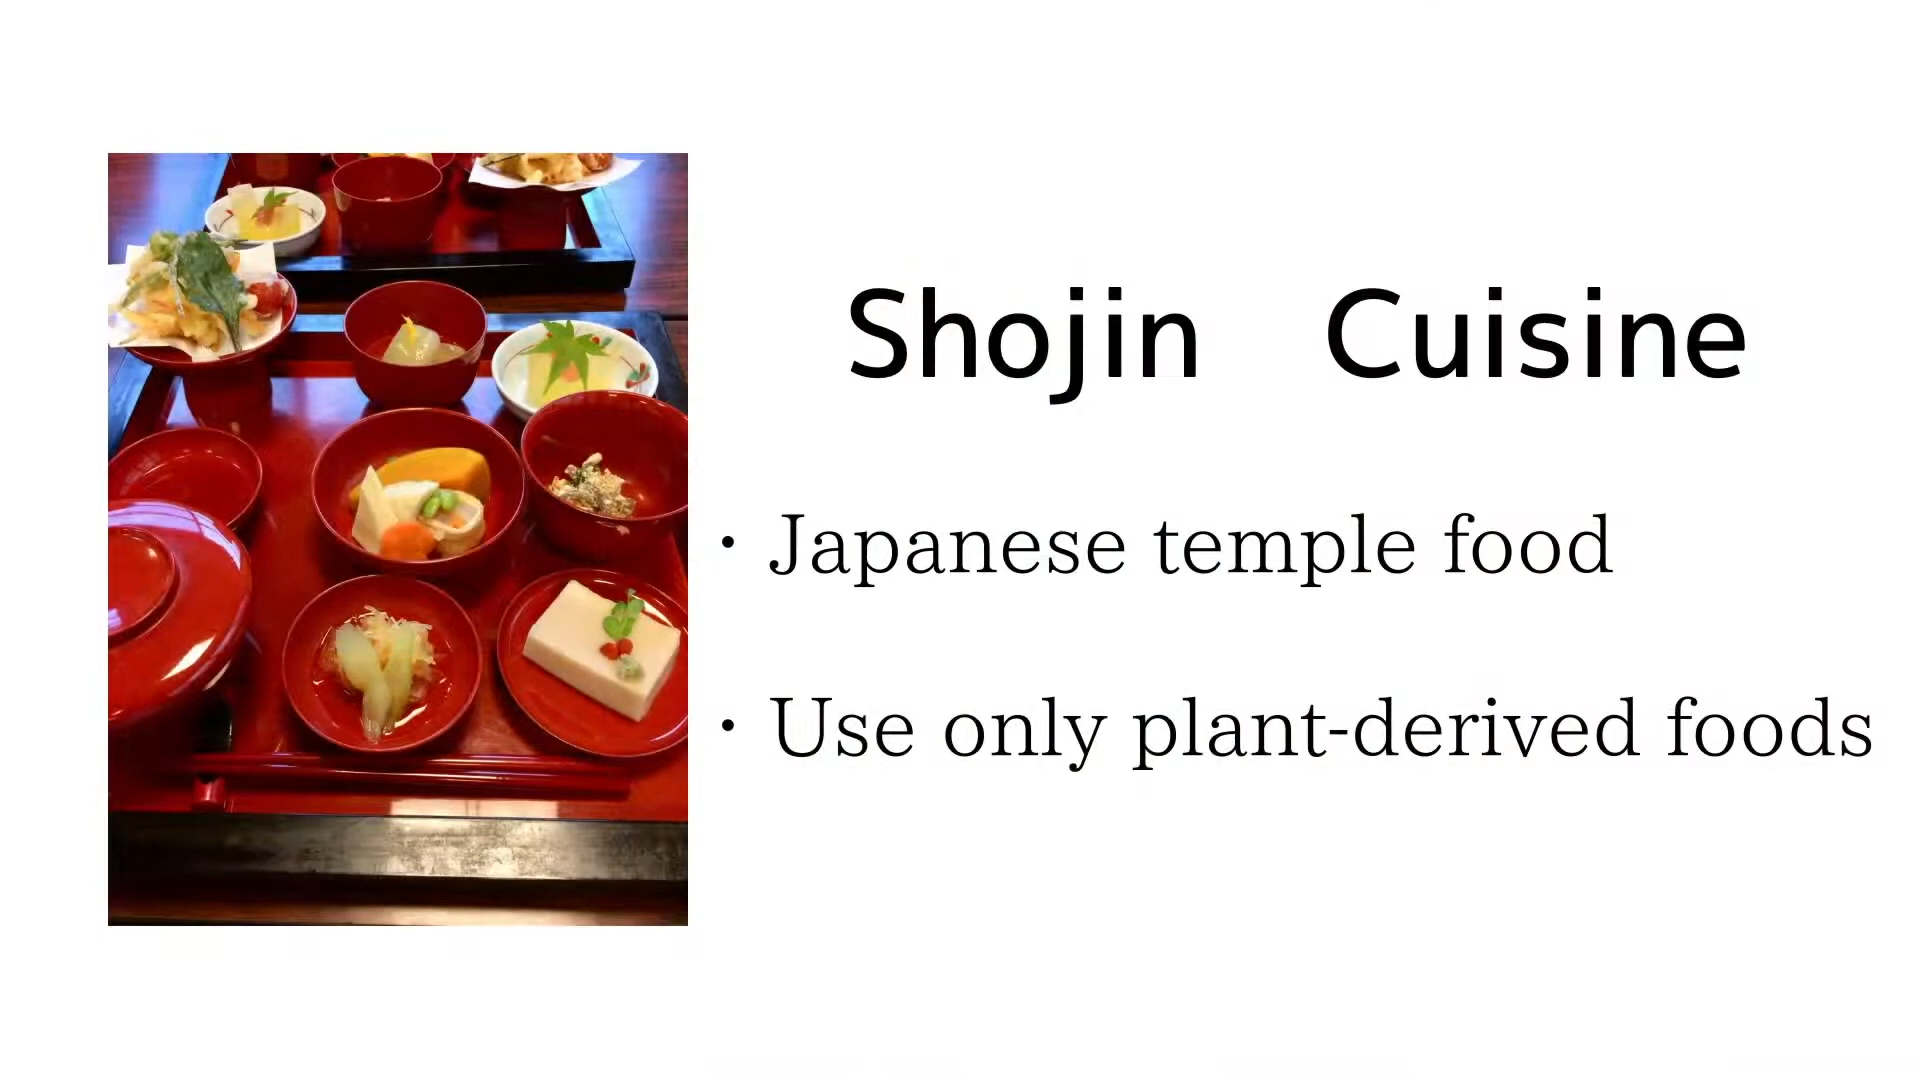 Shojin Cuisine
・Japanese temple food
・Use only plant-derived foods